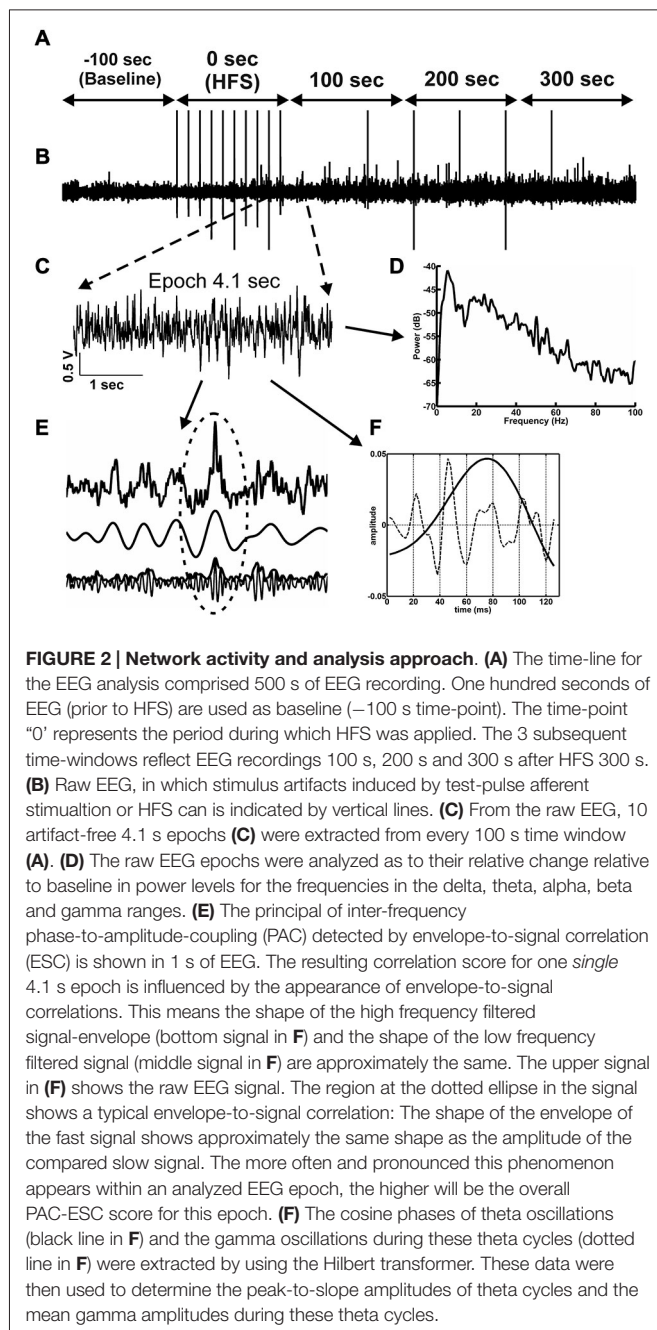 A
-100 sec
(Baseline)
0 sec
(HFS)
100 sec
200 sec
300 sec
B
C
Epoch 4.1 sec
0.5 V
1 sec
D
-40
-45
-50
-55
-60
-65
-70
Power (dB)
0
20
40
60
80
100
Frequency (Hz)
E
F
0.05
0
-0.05
amplitude
0
20
40
60
80
100
120
time (ms)
FIGURE 2 | Network activity and analysis approach. (A) The time-line for
the EEG analysis comprised 500 s of EEG recording. One hundred seconds of
EEG (prior to HFS) are used as baseline (−100 s time-point). The time-point
“0’ represents the period during which HFS was applied. The 3 subsequent
time-windows reflect EEG recordings 100 s, 200 s and 300 s after HFS 300 s.
(B) Raw EEG, in which stimulus artifacts induced by test-pulse afferent
stimualtion or HFS can is indicated by vertical lines. (C) From the raw EEG, 10
artifact-free 4.1 s epochs (C) were extracted from every 100 s time window
(A). (D) The raw EEG epochs were analyzed as to their relative change relative
to baseline in power levels for the frequencies in the delta, theta, alpha, beta
and gamma ranges. (E) The principal of inter-frequency
phase-to-amplitude-coupling (PAC) detected by envelope-to-signal correlation
(ESC) is shown in 1 s of EEG. The resulting correlation score for one single
4.1 s epoch is influenced by the appearance of envelope-to-signal
correlations. This means the shape of the high frequency filtered
signal-envelope (bottom signal in F) and the shape of the low frequency
filtered signal (middle signal in F) are approximately the same. The upper signal
in (F) shows the raw EEG signal. The region at the dotted ellipse in the signal
shows a typical envelope-to-signal correlation: The shape of the envelope of
the fast signal shows approximately the same shape as the amplitude of the
compared slow signal. The more often and pronounced this phenomenon
appears within an analyzed EEG epoch, the higher will be the overall
PAC-ESC score for this epoch. (F) The cosine phases of theta oscillations
(black line in F) and the gamma oscillations during these theta cycles (dotted
line in F) were extracted by using the Hilbert transformer. These data were
then used to determine the peak-to-slope amplitudes of theta cycles and the
mean gamma amplitudes during these theta cycles.